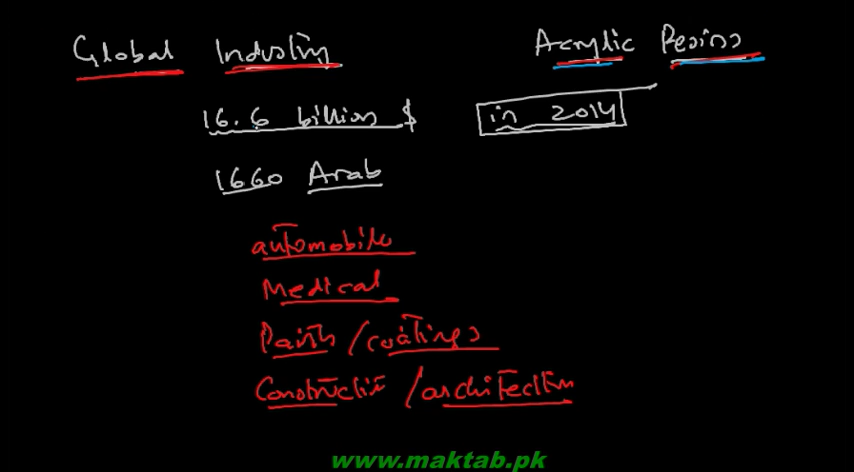 Global Industry Acrylic Resins
16.6 billion $ in 2014
1660 Arab
automobile
Medical
Paints/coatings
Construction/architecture
www.maktab.pk